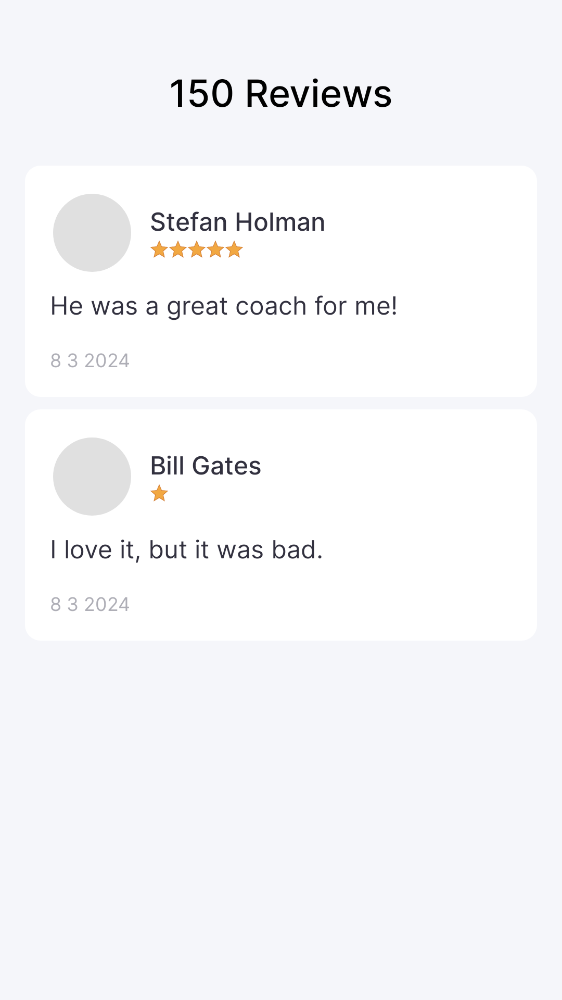 150 Reviews
Stefan Holman
He was a great coach for me!
8 3 2024
Bill Gates
I love it, but it was bad.
8 3 2024